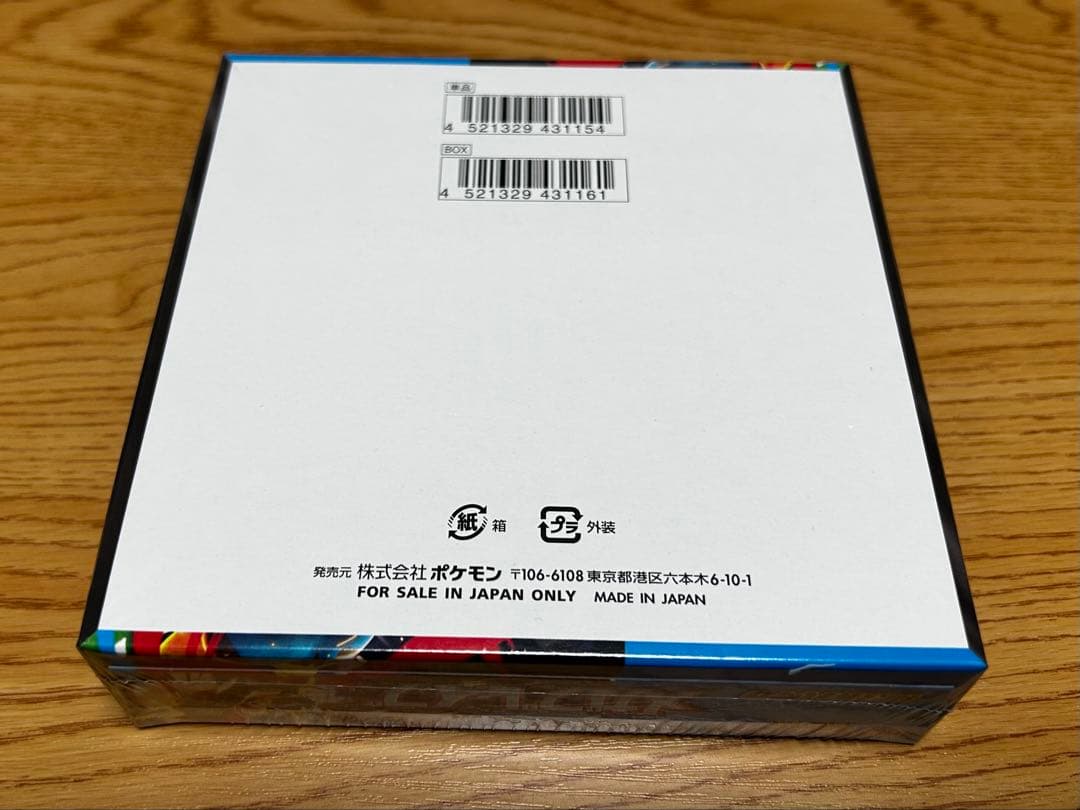 単品
4 521329 431154
BOX
4 521329 431161
紙 箱 プラ 外装
発売元 株式会社 ポケモン 〒106-6108 東京都港区六本木6-10-1
FOR SALE IN JAPAN ONLY MADE IN JAPAN